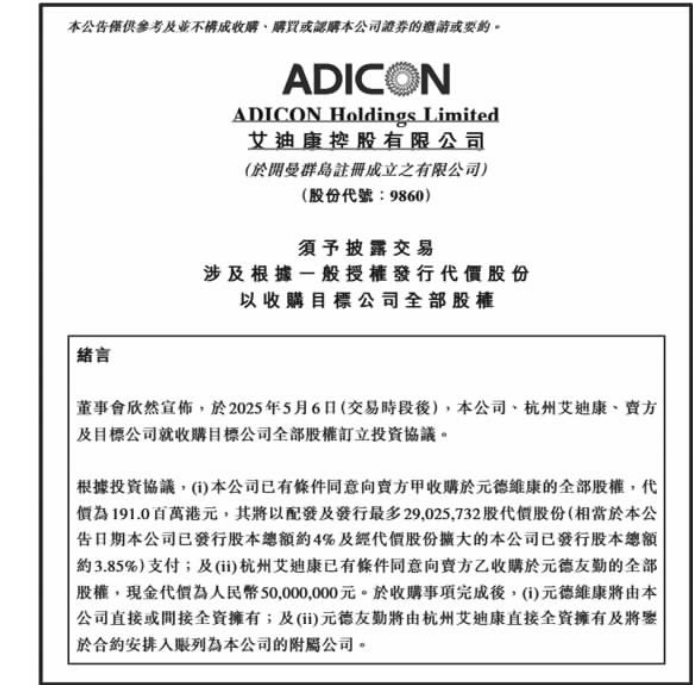 本公告僅供參考及並不構成收購、購買或認購本公司證券的邀請或要約。
ADICON
ADICON Holdings Limited
艾迪康控股有限公司
(於開曼群島註冊成立之有限公司)
(股份代號：9860)
須予披露交易
涉及根據一般授權發行代價股份
以收購目標公司全部股權
緒言
董事會欣然宣佈，於2025年5月6日(交易時段後)，本公司、杭州艾迪康、賣方
及目標公司就收購目標公司全部股權訂立投資協議。
根據投資協議，(i)本公司已有條件同意向賣方甲收購於元德維康的全部股權，代
價為191.0百萬港元，其將以配發及發行最多29,025,732股代價股份(相當於本公
告日期本公司已發行股本總額約4%及經代價股份擴大的本公司已發行股本總額
約3.85%)支付；及(ii)杭州艾迪康已有條件同意向賣方乙收購於元德友勤的全部
股權，現金代價為人民幣50,000,000元。於收購事項完成後，(i)元德維康將由本
公司直接或間接全資擁有；及(ii)元德友勤將由杭州艾迪康直接全資擁有及將鑒
於合約安排入賬列為本公司的附屬公司。